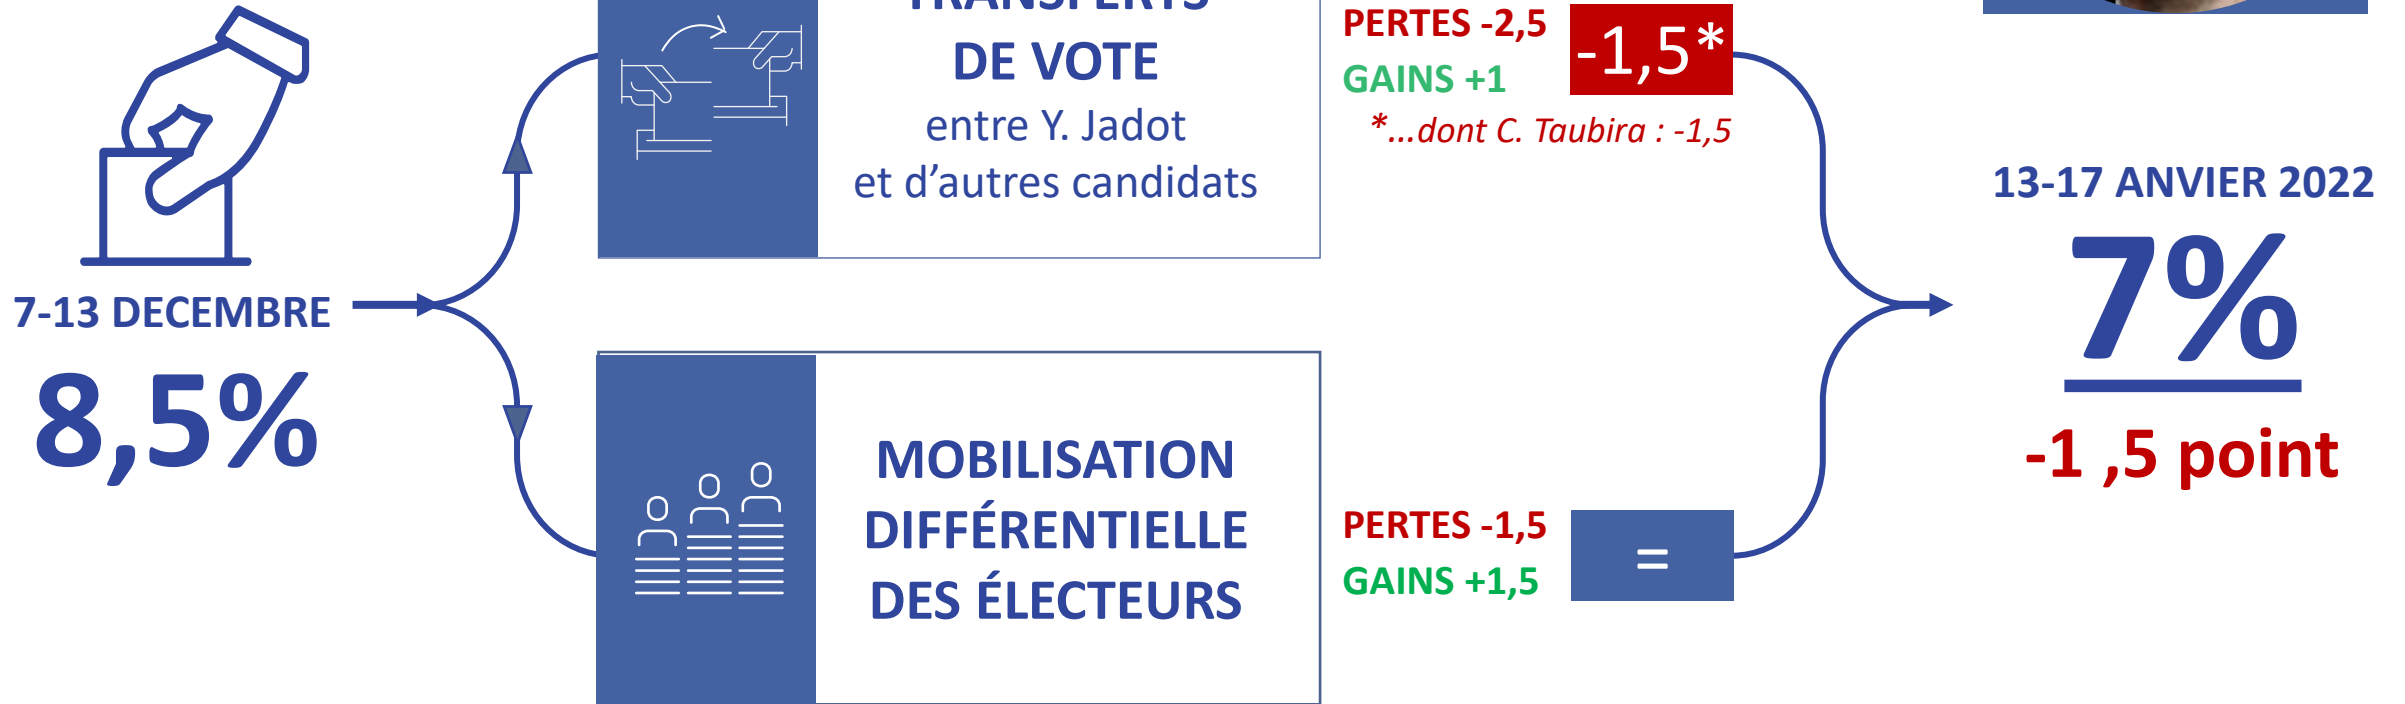 7-13 DECEMBRE
8,5%
TRANSFERTS
DE VOTE
entre Y. Jadot
et d’autres candidats
PERTES -2,5
GAINS +1
-1,5*
*...dont C. Taubira : -1,5
MOBILISATION
DIFFÉRENTIELLE
DES ÉLECTEURS
PERTES -1,5
GAINS +1,5
=
13-17 ANVIER 2022
7%
-1 ,5 point